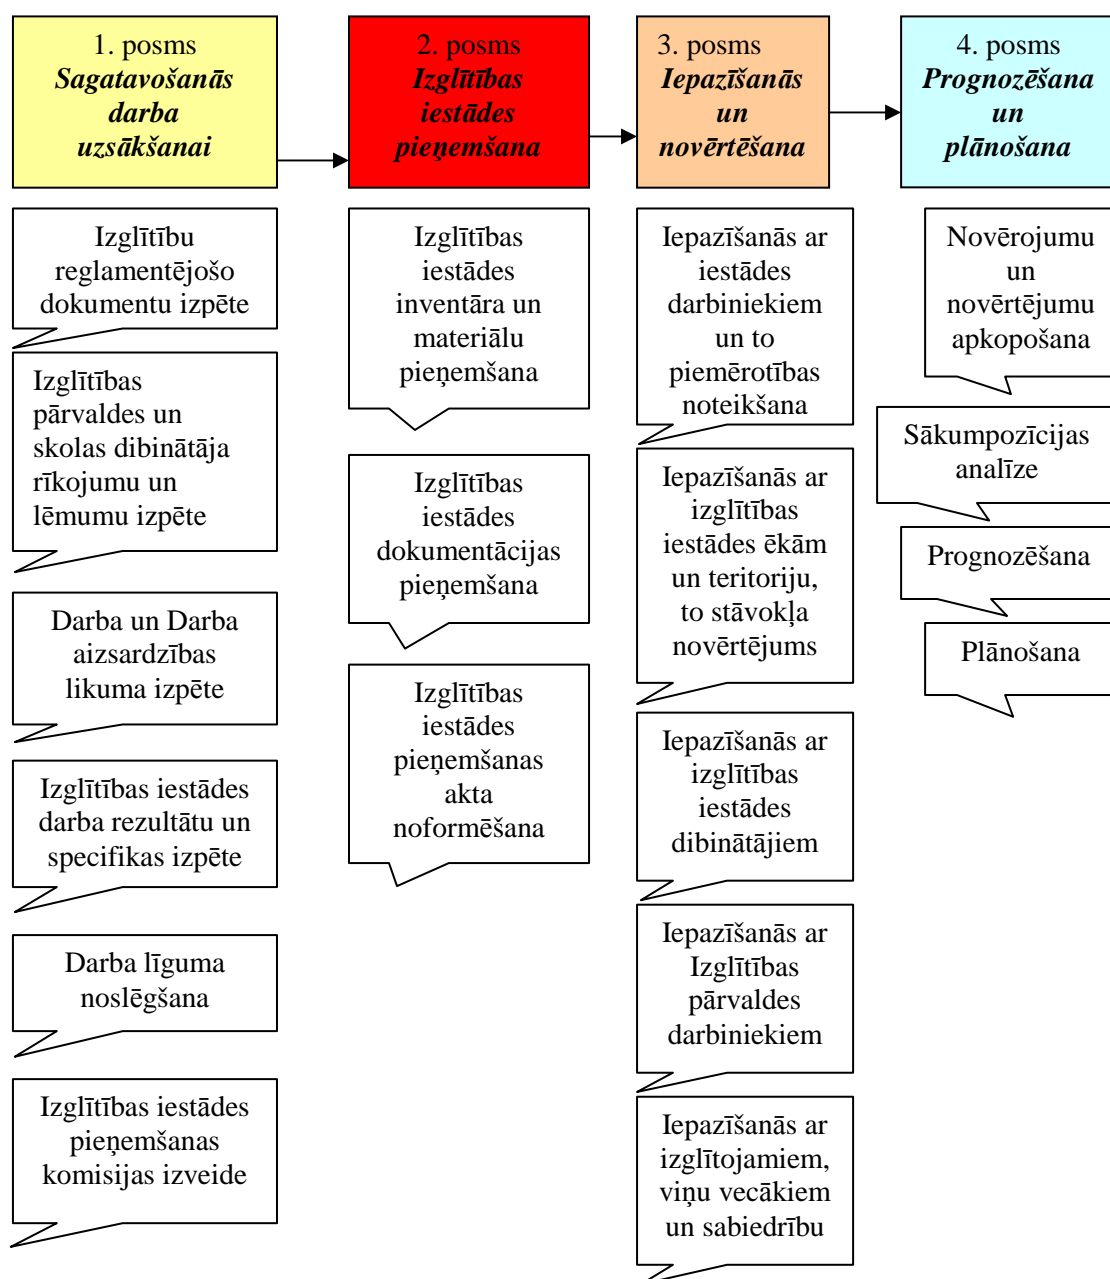 1. posms
Sagatavošanās
darba
uzsākšanai
2. posms
Izglītības
iestādes
pieņemšana
3. posms
Iepazīšanās
un
novērtēšana
4. posms
Prognozēšana
un
plānošana
Izglītību
reglamentējošo
dokumentu izpēte
Izglītības
pārvaldes un
skolas dibinātāja
rīkojumu un
lēmumu izpēte
Darba un Darba
aizsardzības
likuma izpēte
Izglītības iestādes
darba rezultātu un
specifikas izpēte
Darba līguma
noslēgšana
Izglītības iestādes
pieņemšanas
komisijas izveide
Izglītības
iestādes
inventāra un
materiālu
pieņemšana
Izglītības
iestādes
dokumentācijas
pieņemšana
Izglītības
iestādes
pieņemšanas
akta
noformēšana
Iepazīšanās ar
iestādes
darbiniekiem
un to
piemērotības
noteikšana
Iepazīšanās ar
izglītības
iestādes ēkām
un teritoriju,
to stāvokļa
novērtējums
Iepazīšanās ar
izglītības
iestādes
dibinātājiem
Iepazīšanās ar
Izglītības
pārvaldes
darbiniekiem
Iepazīšanās ar
izglītojamiem,
viņu vecākiem
un sabiedrību
Novērojumu
un
novērtējumu
apkopošana
Sākumpozīcijas
analīze
Prognozēšana
Plānošana